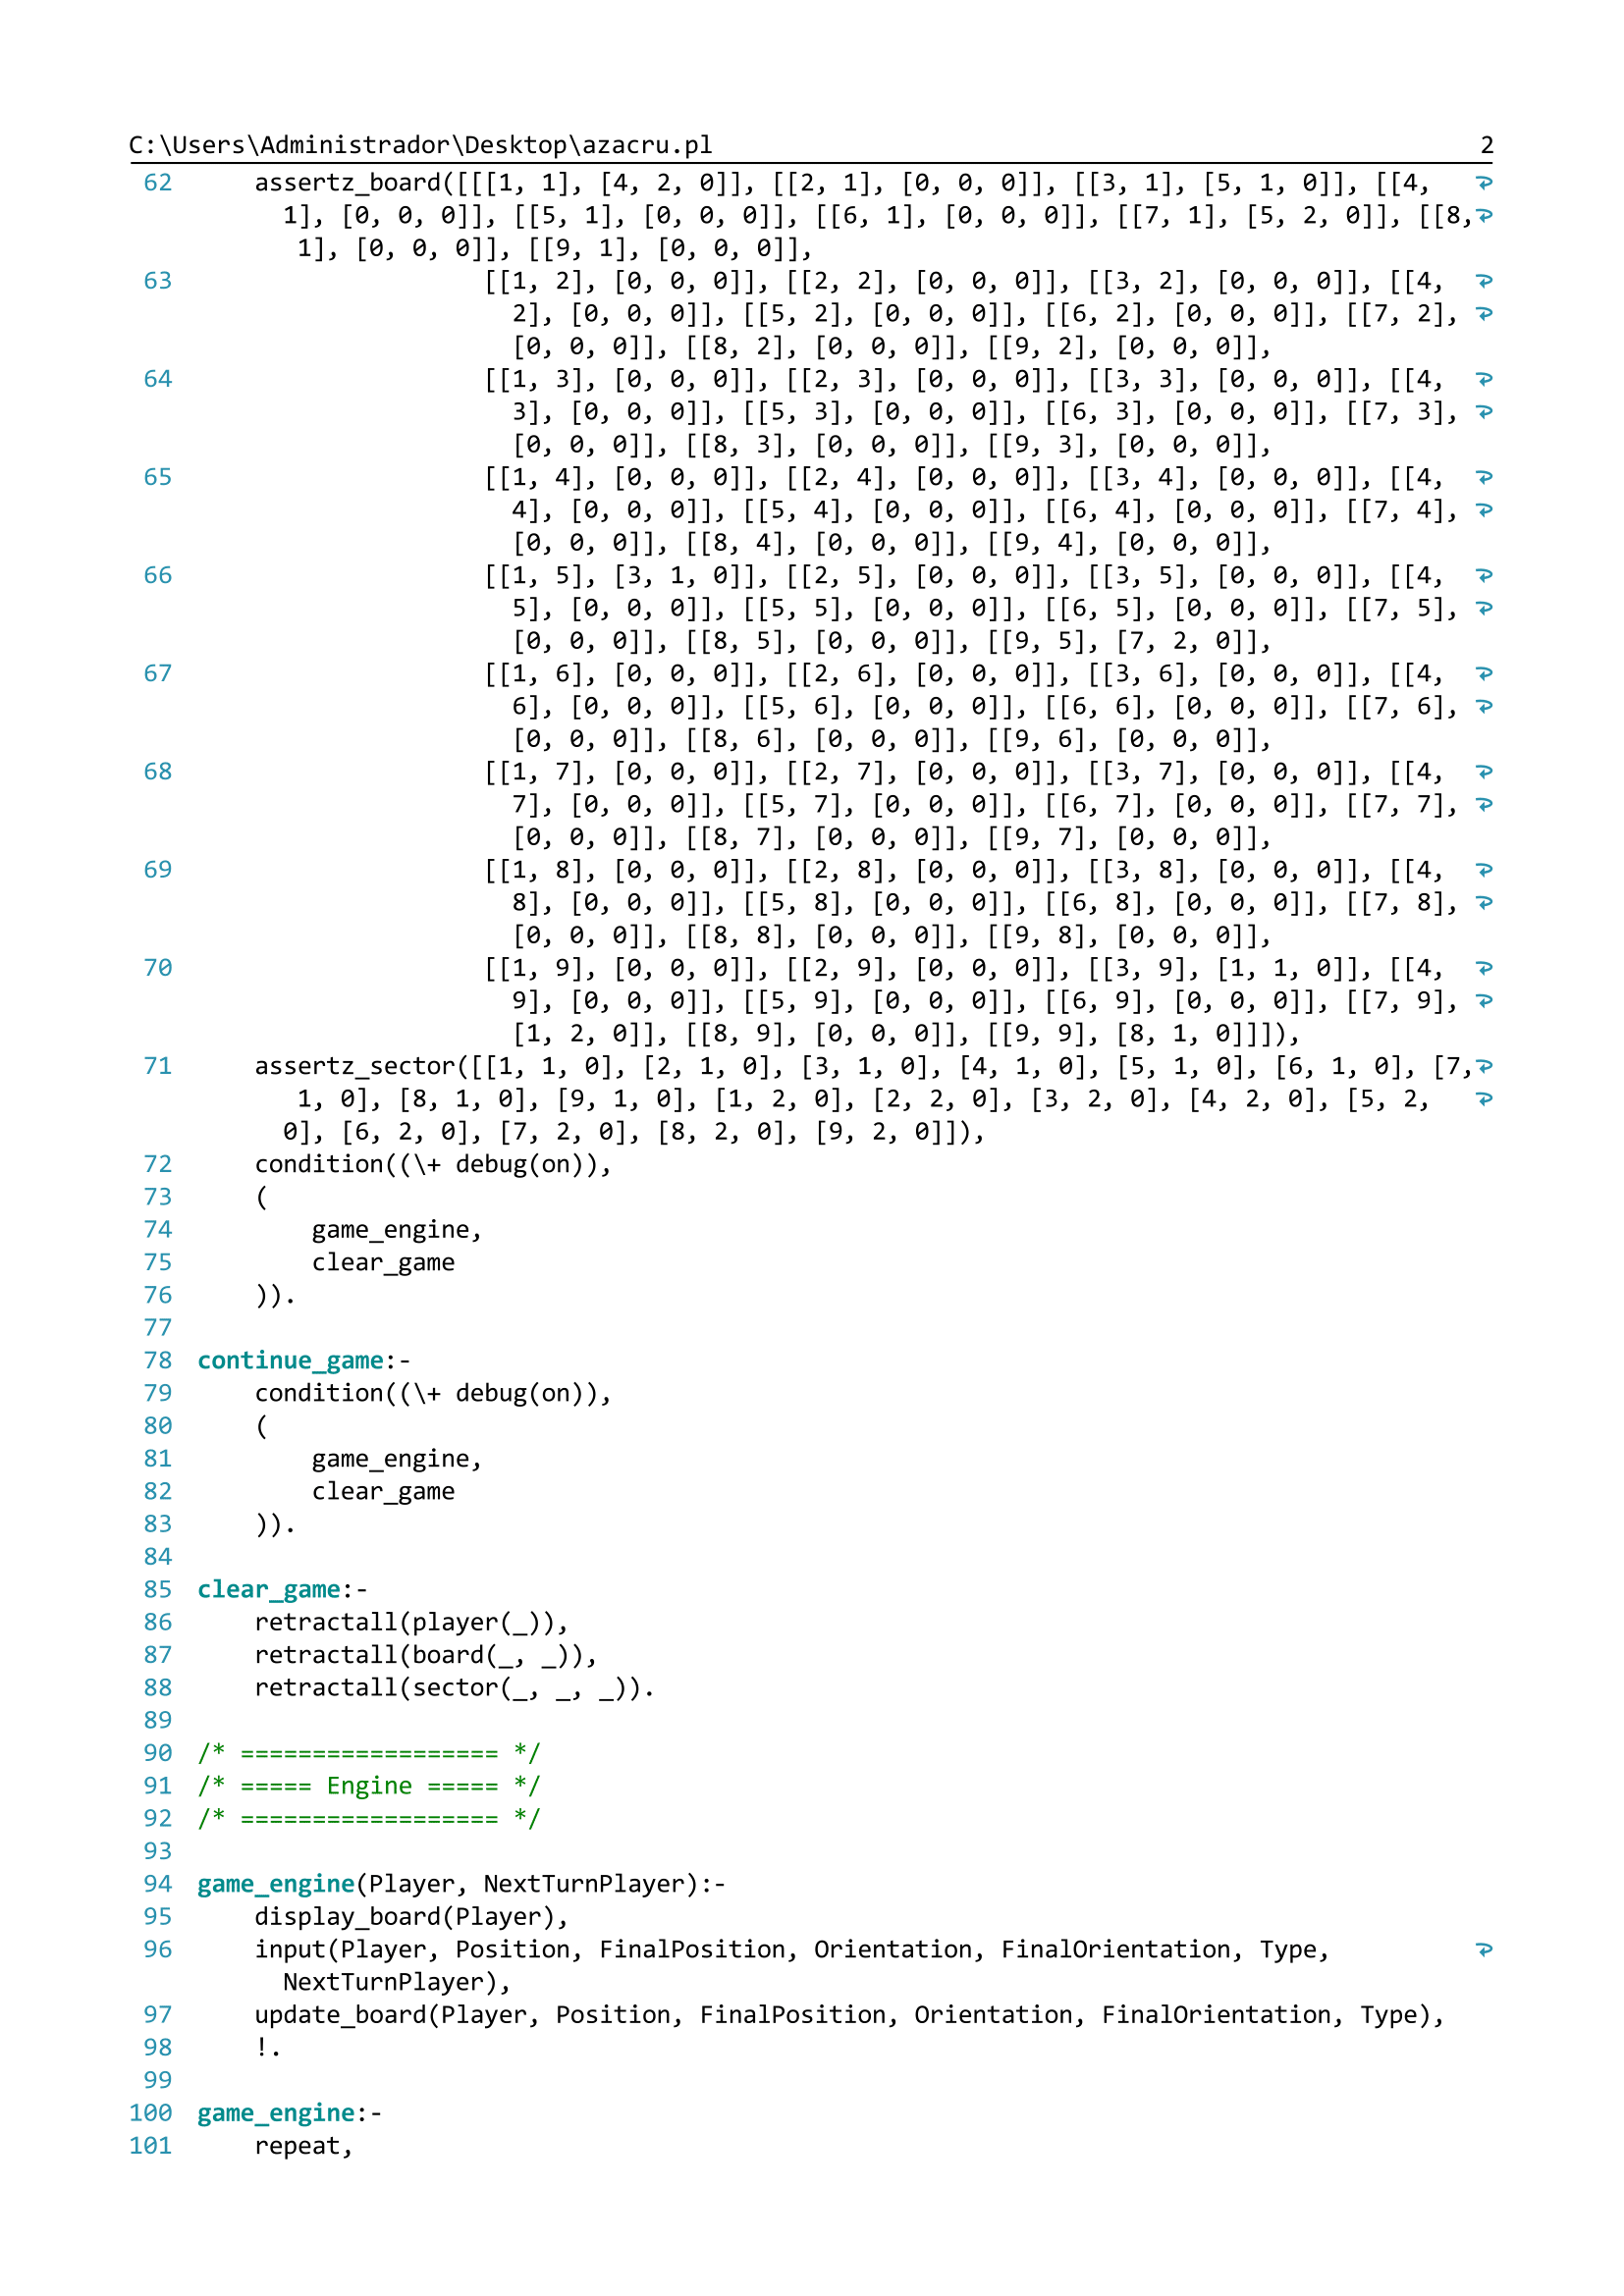 C:\Users\Administrador\Desktop\azacru.pl 2
62 assertz_board([[[1, 1], [4, 2, 0]], [[2, 1], [0, 0, 0]], [[3, 1], [5, 1, 0]], [[4,
1], [0, 0, 0]], [[5, 1], [0, 0, 0]], [[6, 1], [0, 0, 0]], [[7, 1], [5, 2, 0]], [[8,
1], [0, 0, 0]], [[9, 1], [0, 0, 0]],
63 [[1, 2], [0, 0, 0]], [[2, 2], [0, 0, 0]], [[3, 2], [0, 0, 0]], [[4,
2], [0, 0, 0]], [[5, 2], [0, 0, 0]], [[6, 2], [0, 0, 0]], [[7, 2],
[0, 0, 0]], [[8, 2], [0, 0, 0]], [[9, 2], [0, 0, 0]],
64 [[1, 3], [0, 0, 0]], [[2, 3], [0, 0, 0]], [[3, 3], [0, 0, 0]], [[4,
3], [0, 0, 0]], [[5, 3], [0, 0, 0]], [[6, 3], [0, 0, 0]], [[7, 3],
[0, 0, 0]], [[8, 3], [0, 0, 0]], [[9, 3], [0, 0, 0]],
65 [[1, 4], [0, 0, 0]], [[2, 4], [0, 0, 0]], [[3, 4], [0, 0, 0]], [[4,
4], [0, 0, 0]], [[5, 4], [0, 0, 0]], [[6, 4], [0, 0, 0]], [[7, 4],
[0, 0, 0]], [[8, 4], [0, 0, 0]], [[9, 4], [0, 0, 0]],
66 [[1, 5], [3, 1, 0]], [[2, 5], [0, 0, 0]], [[3, 5], [0, 0, 0]], [[4,
5], [0, 0, 0]], [[5, 5], [0, 0, 0]], [[6, 5], [0, 0, 0]], [[7, 5],
[0, 0, 0]], [[8, 5], [0, 0, 0]], [[9, 5], [7, 2, 0]],
67 [[1, 6], [0, 0, 0]], [[2, 6], [0, 0, 0]], [[3, 6], [0, 0, 0]], [[4,
6], [0, 0, 0]], [[5, 6], [0, 0, 0]], [[6, 6], [0, 0, 0]], [[7, 6],
[0, 0, 0]], [[8, 6], [0, 0, 0]], [[9, 6], [0, 0, 0]],
68 [[1, 7], [0, 0, 0]], [[2, 7], [0, 0, 0]], [[3, 7], [0, 0, 0]], [[4,
7], [0, 0, 0]], [[5, 7], [0, 0, 0]], [[6, 7], [0, 0, 0]], [[7, 7],
[0, 0, 0]], [[8, 7], [0, 0, 0]], [[9, 7], [0, 0, 0]],
69 [[1, 8], [0, 0, 0]], [[2, 8], [0, 0, 0]], [[3, 8], [0, 0, 0]], [[4,
8], [0, 0, 0]], [[5, 8], [0, 0, 0]], [[6, 8], [0, 0, 0]], [[7, 8],
[0, 0, 0]], [[8, 8], [0, 0, 0]], [[9, 8], [0, 0, 0]],
70 [[1, 9], [0, 0, 0]], [[2, 9], [0, 0, 0]], [[3, 9], [1, 1, 0]], [[4,
9], [0, 0, 0]], [[5, 9], [0, 0, 0]], [[6, 9], [0, 0, 0]], [[7, 9],
[1, 2, 0]], [[8, 9], [0, 0, 0]], [[9, 9], [8, 1, 0]]]),
71 assertz_sector([[1, 1, 0], [2, 1, 0], [3, 1, 0], [4, 1, 0], [5, 1, 0], [6, 1, 0], [7,
1, 0], [8, 1, 0], [9, 1, 0], [1, 2, 0], [2, 2, 0], [3, 2, 0], [4, 2, 0], [5, 2,
0], [6, 2, 0], [7, 2, 0], [8, 2, 0], [9, 2, 0]]),
72 condition((\+ debug(on)),
73 (
74 game_engine,
75 clear_game
76 )).
77
78 continue_game:-
79 condition((\+ debug(on)),
80 (
81 game_engine,
82 clear_game
83 )).
84
85 clear_game:-
86 retractall(player(_)),
87 retractall(board(_, _)),
88 retractall(sector(_, _, _)).
89
90 /* ================== */
91 /* ===== Engine ===== */
92 /* ================== */
93
94 game_engine(Player, NextTurnPlayer):-
95 display_board(Player),
96 input(Player, Position, FinalPosition, Orientation, FinalOrientation, Type,
NextTurnPlayer),
97 update_board(Player, Position, FinalPosition, Orientation, FinalOrientation, Type),
98 !.
99
100 game_engine:-
101 repeat,